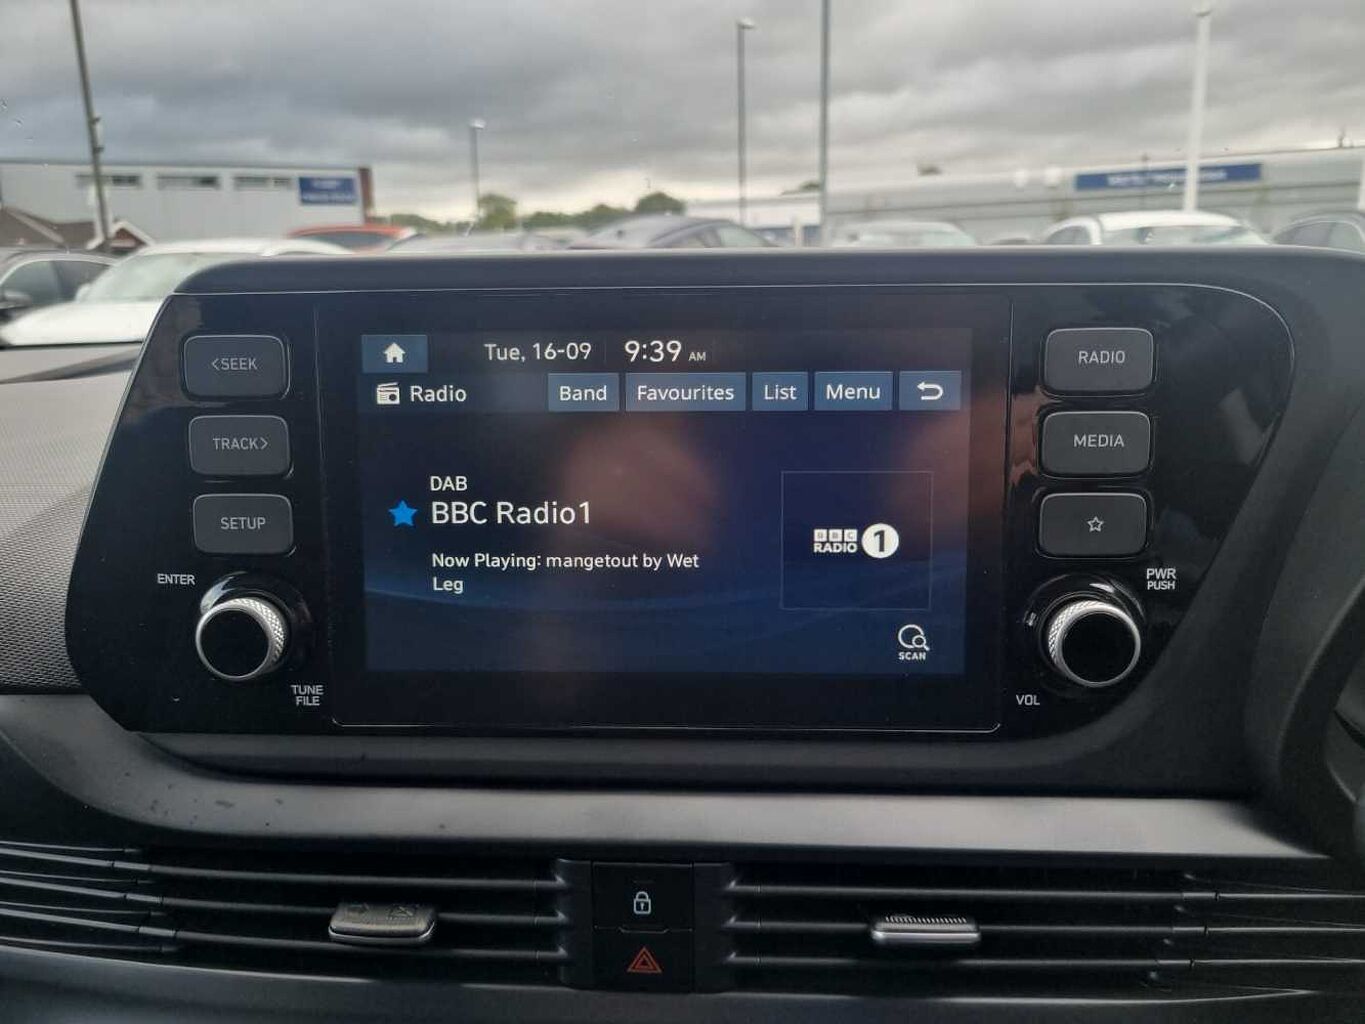 <SEEK
TRACK>
SETUP
ENTER
TUNE
FILE
Tue, 16-09 9:39 AM
Radio Band Favourites List Menu
DAB
BBC Radio1
Now Playing: mangetout by Wet
Leg
BBC
RADIO 1
SCAN
RADIO
MEDIA
PWR
PUSH
VOL